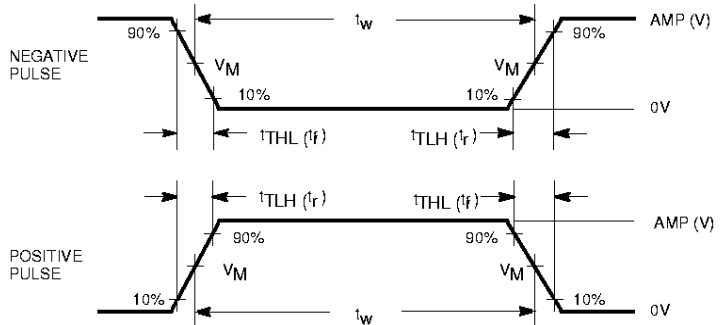 tW
AMP (V)
90%
90%
NEGATIVE
PULSE
VM
VM
10%
10%
0V
tTHL (tf)
tTLH (tr)
tTLH (tr)
tTHL (tf)
AMP (V)
90%
90%
POSITIVE
PULSE
VM
VM
10%
10%
0V
tW